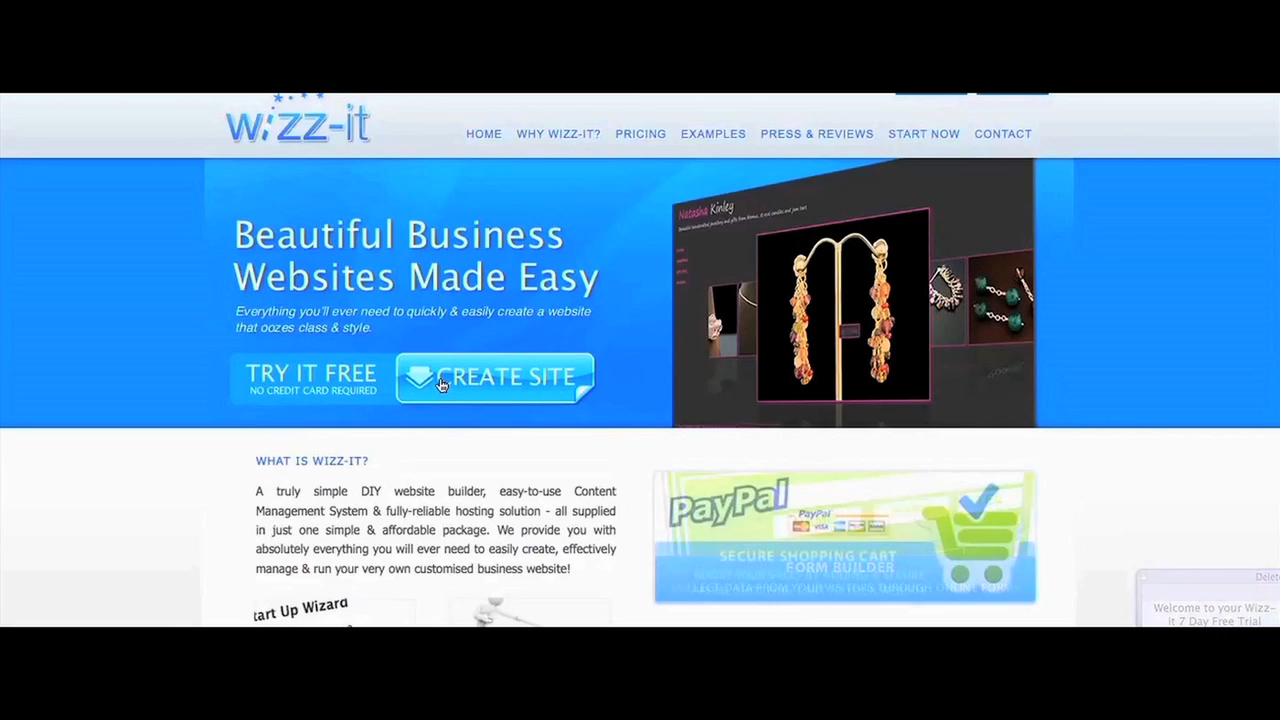 wizz-it
HOME WHY WIZZ-IT? PRICING EXAMPLES PRESS & REVIEWS START NOW CONTACT
Beautiful Business
Websites Made Easy
Everything you'll ever need to quickly & easily create a website
that oozes class & style.
TRY IT FREE
NO CREDIT CARD REQUIRED
CREATE SITE
Natasha Kinley
WHAT IS WIZZ-IT?
A truly simple DIY website builder, easy-to-use Content
Management System & fully-reliable hosting solution - all supplied
in just one simple & affordable package. We provide you with
absolutely everything you will ever need to easily create, effectively
manage & run your very own customised business website!
PayPal
PayPal
VISA
SECURE SHOPPING CART
FORM BUILDER
tart Up Wizard
Delete
Welcome to your Wizz-
it 7 Day Free Trial